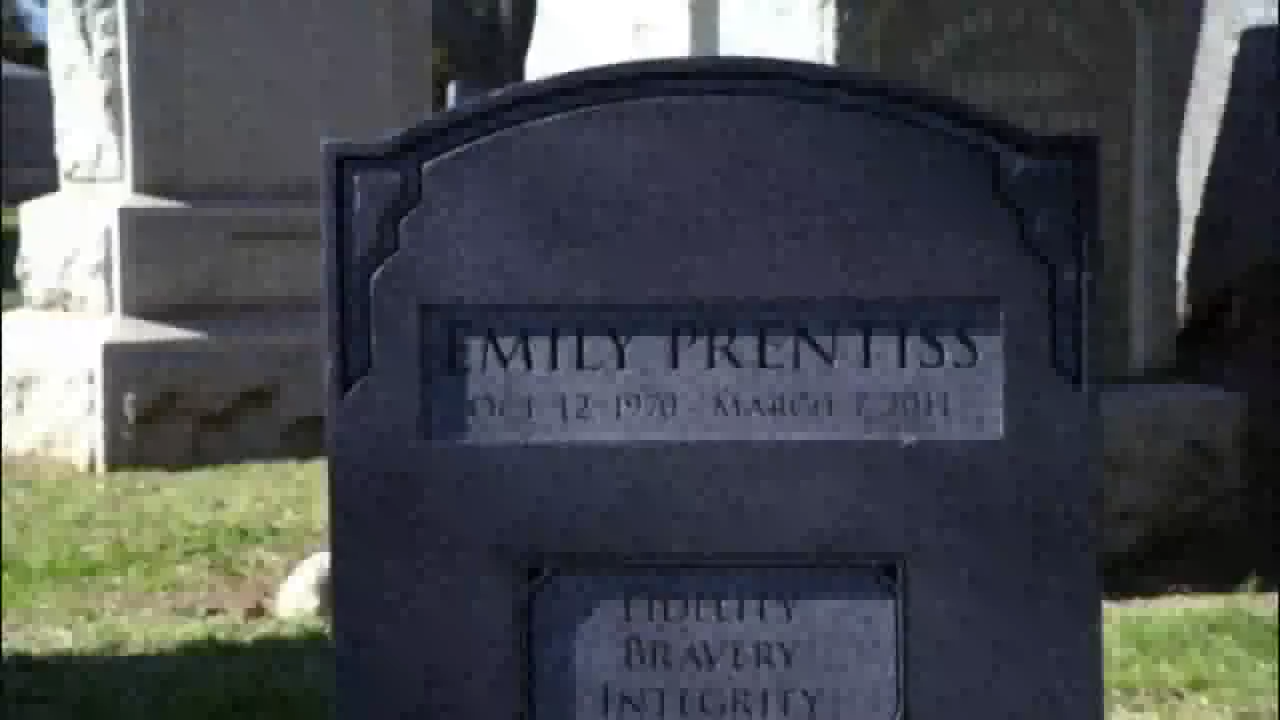 EMILY PRENTISS
OCT 12 1970 - MARCH 7, 2011
FIDELITY
BRAVERY
INTEGRITY